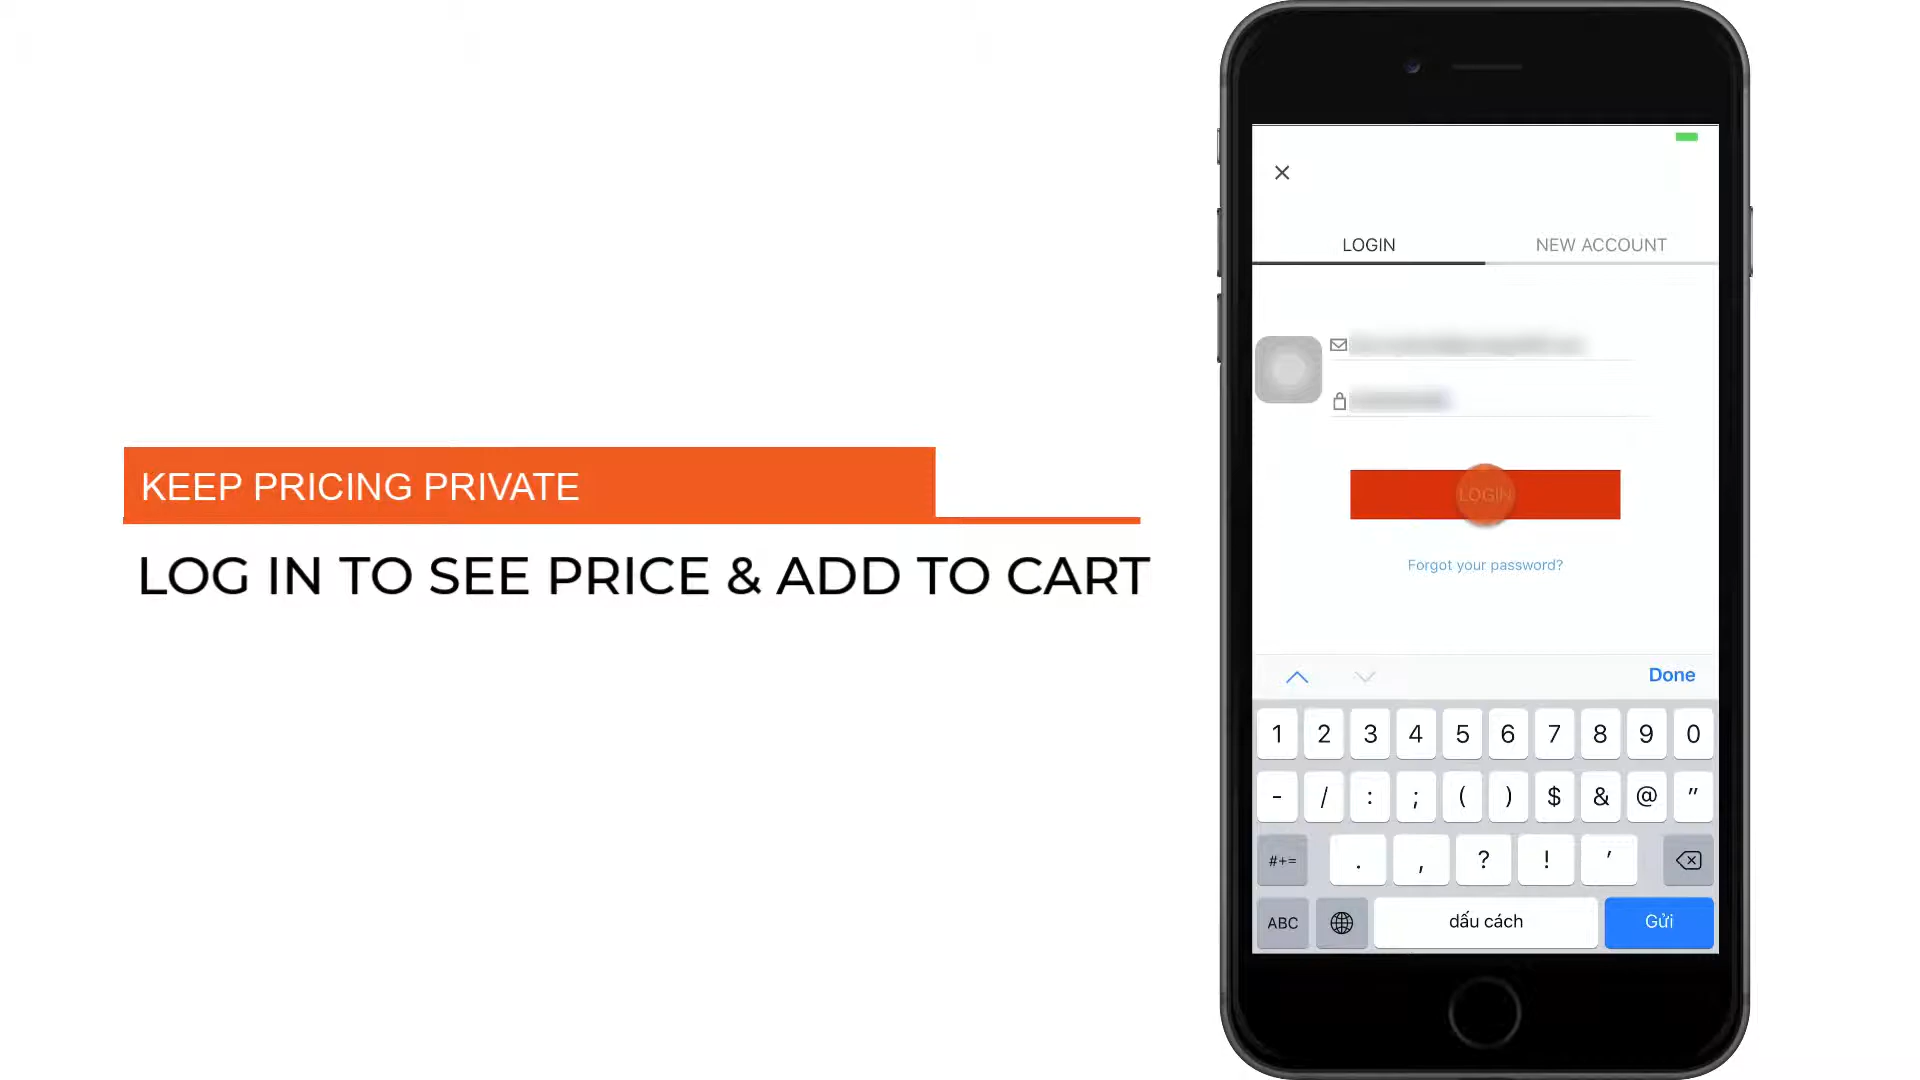 KEEP PRICING PRIVATE
LOG IN TO SEE PRICE & ADD TO CART
LOGIN NEW ACCOUNT
LOGIN
Forgot your password?
Done
1 2 3 4 5 6 7 8 9 0
- / : ; ( ) $ & @ "
#+= . , ? ! '
ABC dấu cách Gửi